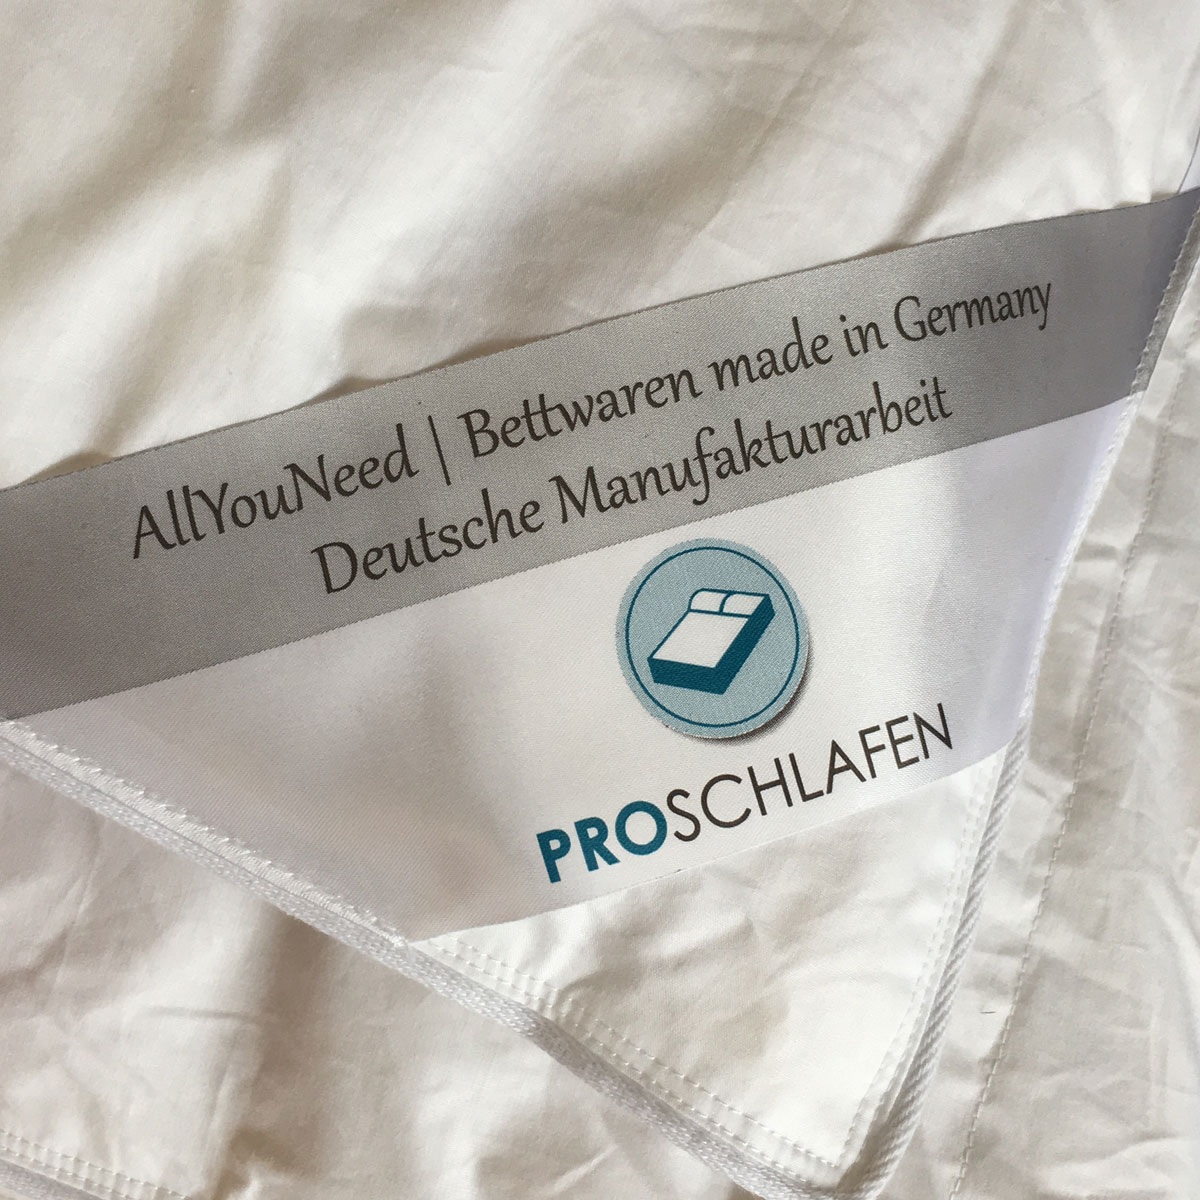 AllYouNeed | Bettwaren made in Germany
Deutsche Manufakturarbeit
PROSCHLAFEN